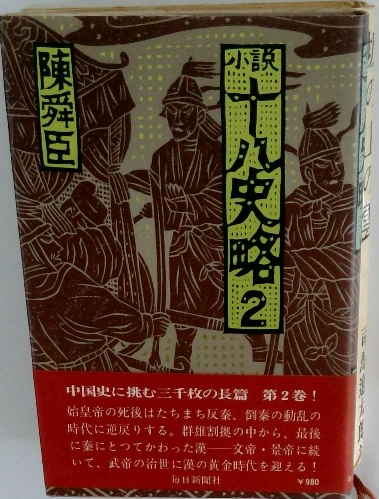 小説
十八史略
2
陳舜臣
中国史に挑む三千枚の長篇 第2巻!
始皇帝の死後はたちまち反秦、倒秦の動乱の
時代に逆戻りする。群雄割拠の中から、最後
に秦にとってかわった漢——文帝・景帝に続
いて、武帝の治世に漢の黄金時代を迎える!
毎日新聞社
¥980